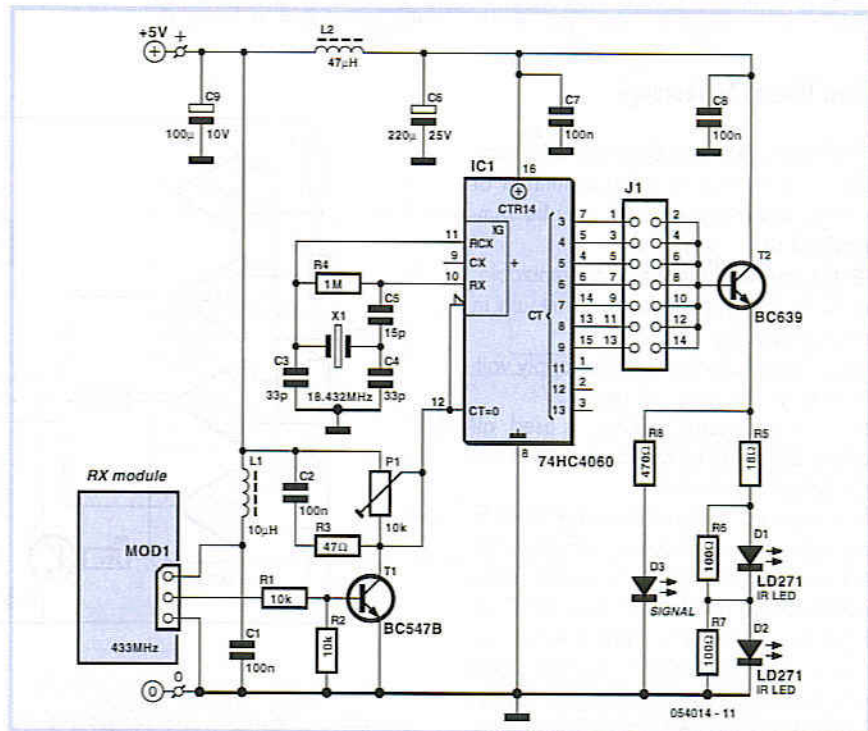 +5V
+
L2
47µH
C9
100µ
10V
C6
220µ
25V
C7
100n
C8
100n
IC1
16
CTR14
!G
+
11
RCX
9
CX
10
RX
12
CT=0
CT
3
4
5
6
7
8
9
11
12
13
7
5
4
6
14
13
15
1
2
3
8
74HC4060
J1
1
3
5
7
9
11
13
2
4
6
8
10
12
14
T2
BC639
R4
1M
X1
C5
15p
C3
33p
C4
33p
18.432MHz
RX module
MOD1
433MHz
L1
10µH
C2
100n
P1
10k
R3
47Ω
R1
10k
T1
BC547B
R2
10k
C1
100n
R8
470Ω
R5
18Ω
R6
100Ω
D1
LD271
IR LED
D3
SIGNAL
R7
100Ω
D2
LD271
IR LED
0
054014 - 11